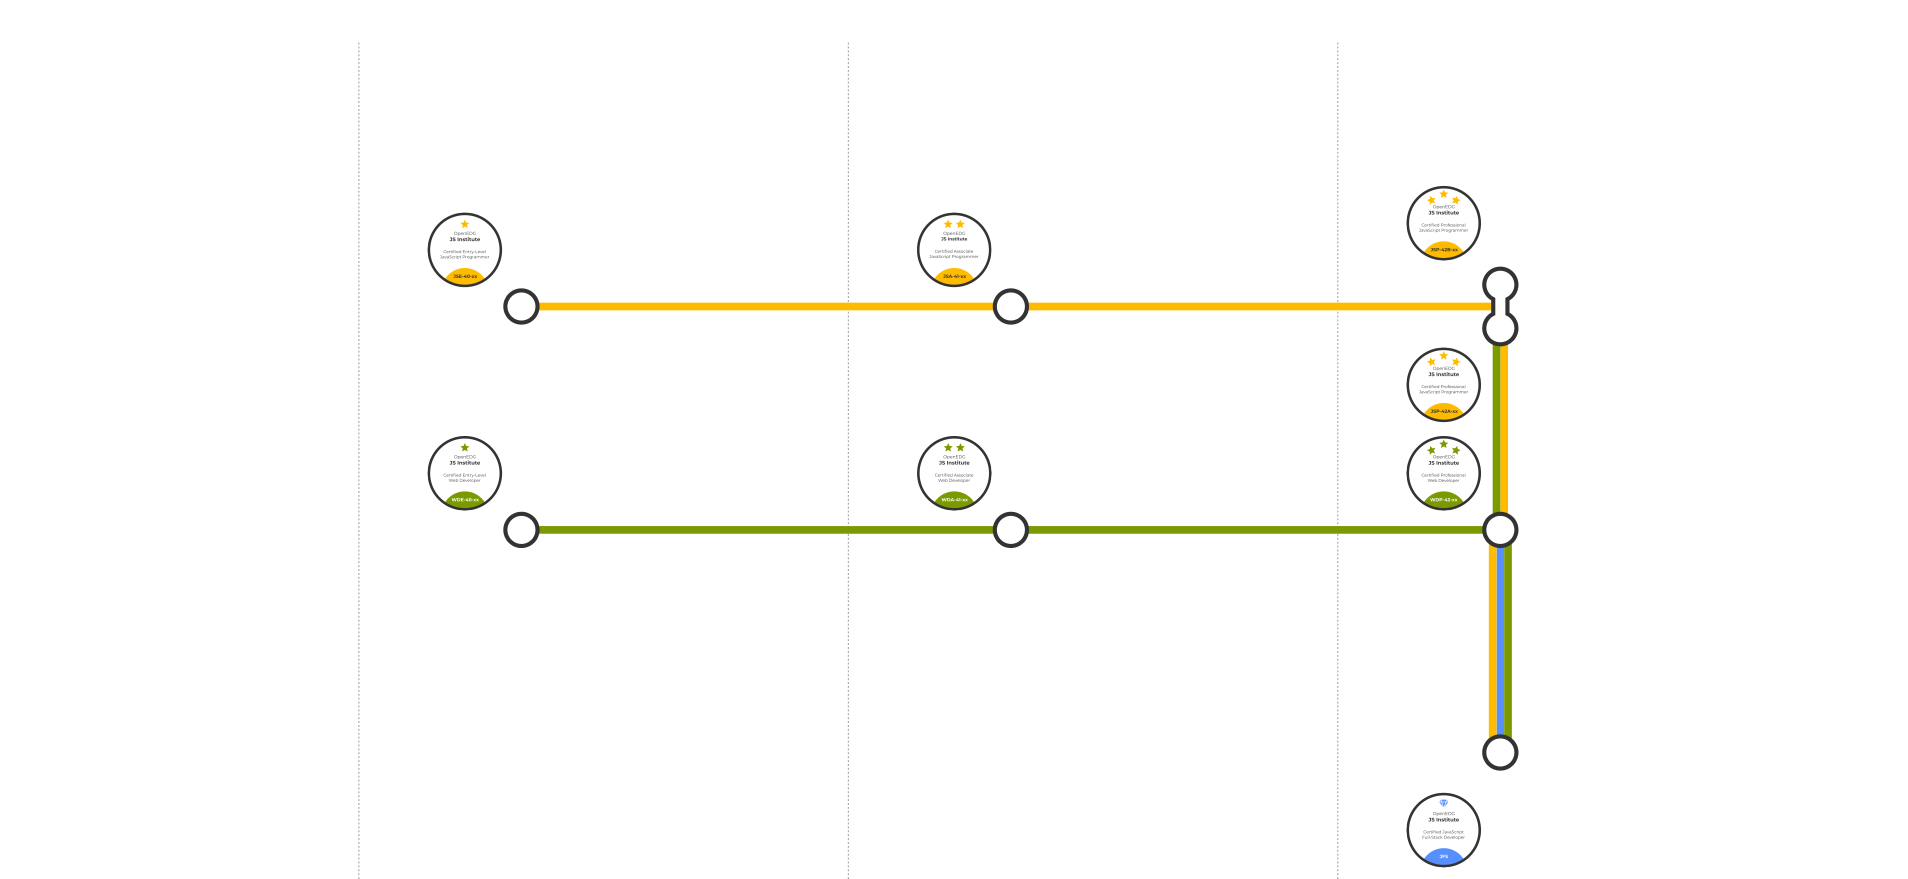 OpenEDG
JS Institute
Certified Professional
JavaScript Programmer
JSP-42B-xx
OpenEDG
JS Institute
Certified Entry-Level
JavaScript Programmer
JSE-40-xx
OpenEDG
JS Institute
Certified Associate
JavaScript Programmer
JSA-41-xx
OpenEDG
JS Institute
Certified Professional
JavaScript Programmer
JSP-42A-xx
OpenEDG
JS Institute
Certified Entry-Level
Web Developer
WDE-40-xx
OpenEDG
JS Institute
Certified Associate
Web Developer
WDA-41-xx
OpenEDG
JS Institute
Certified Professional
Web Developer
WDP-42-xx
OpenEDG
JS Institute
Certified JavaScript
Full-Stack Developer
JFS